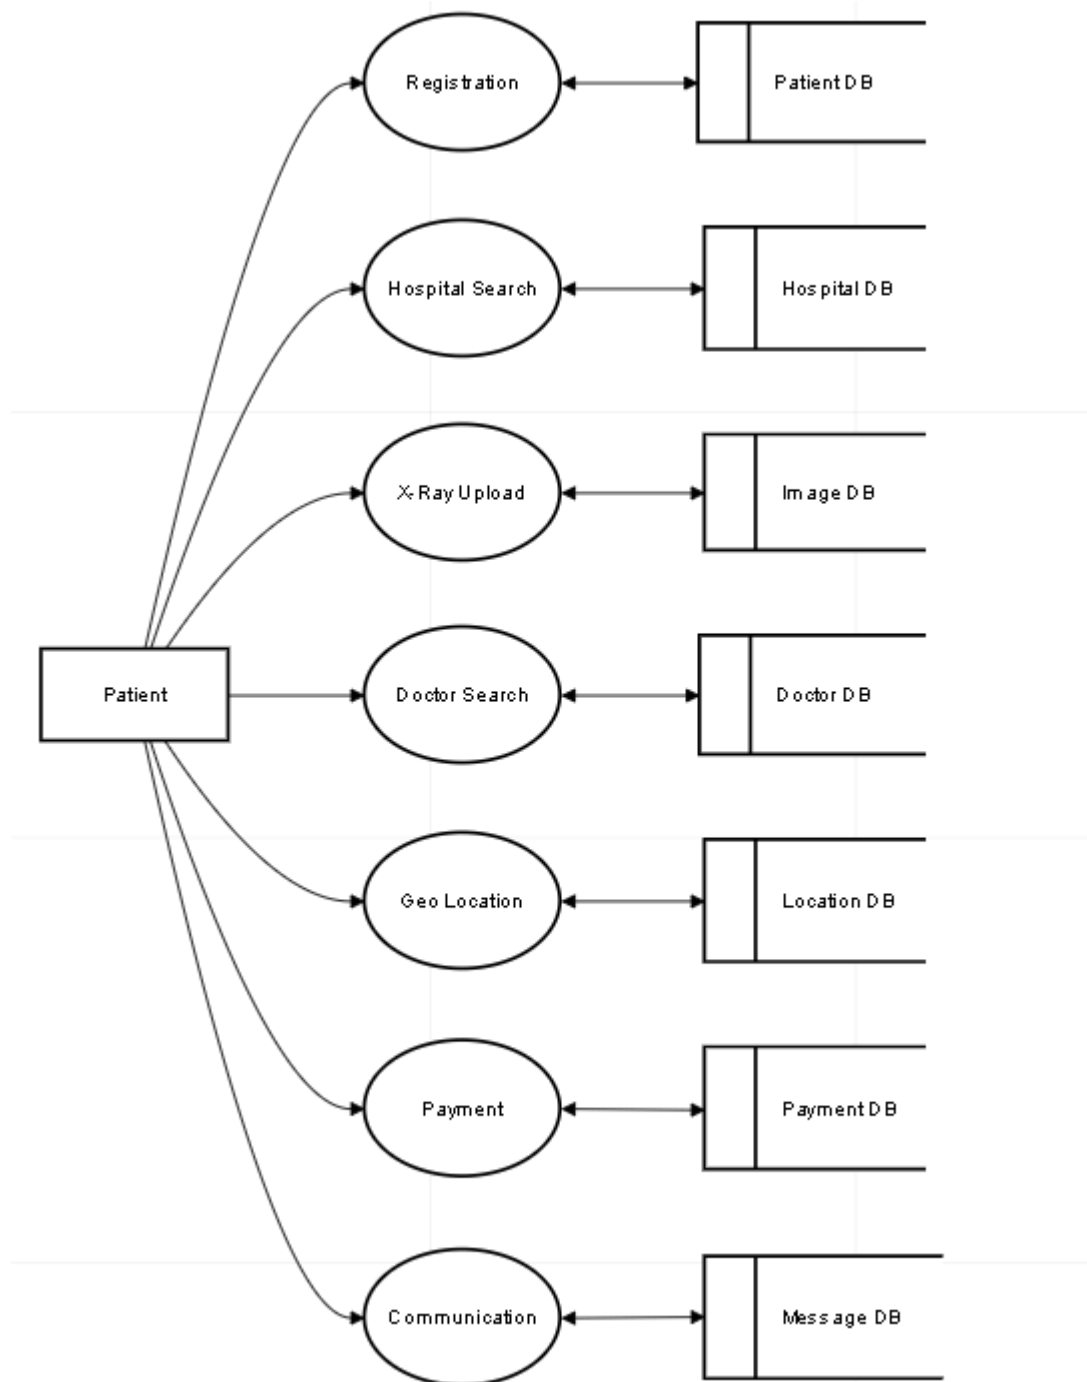 Registration
Patient DB
Hospital Search
Hospital DB
X-Ray Upload
Image DB
Patient
Doctor Search
Doctor DB
Geo Location
Location DB
Payment
Payment DB
Communication
Message DB